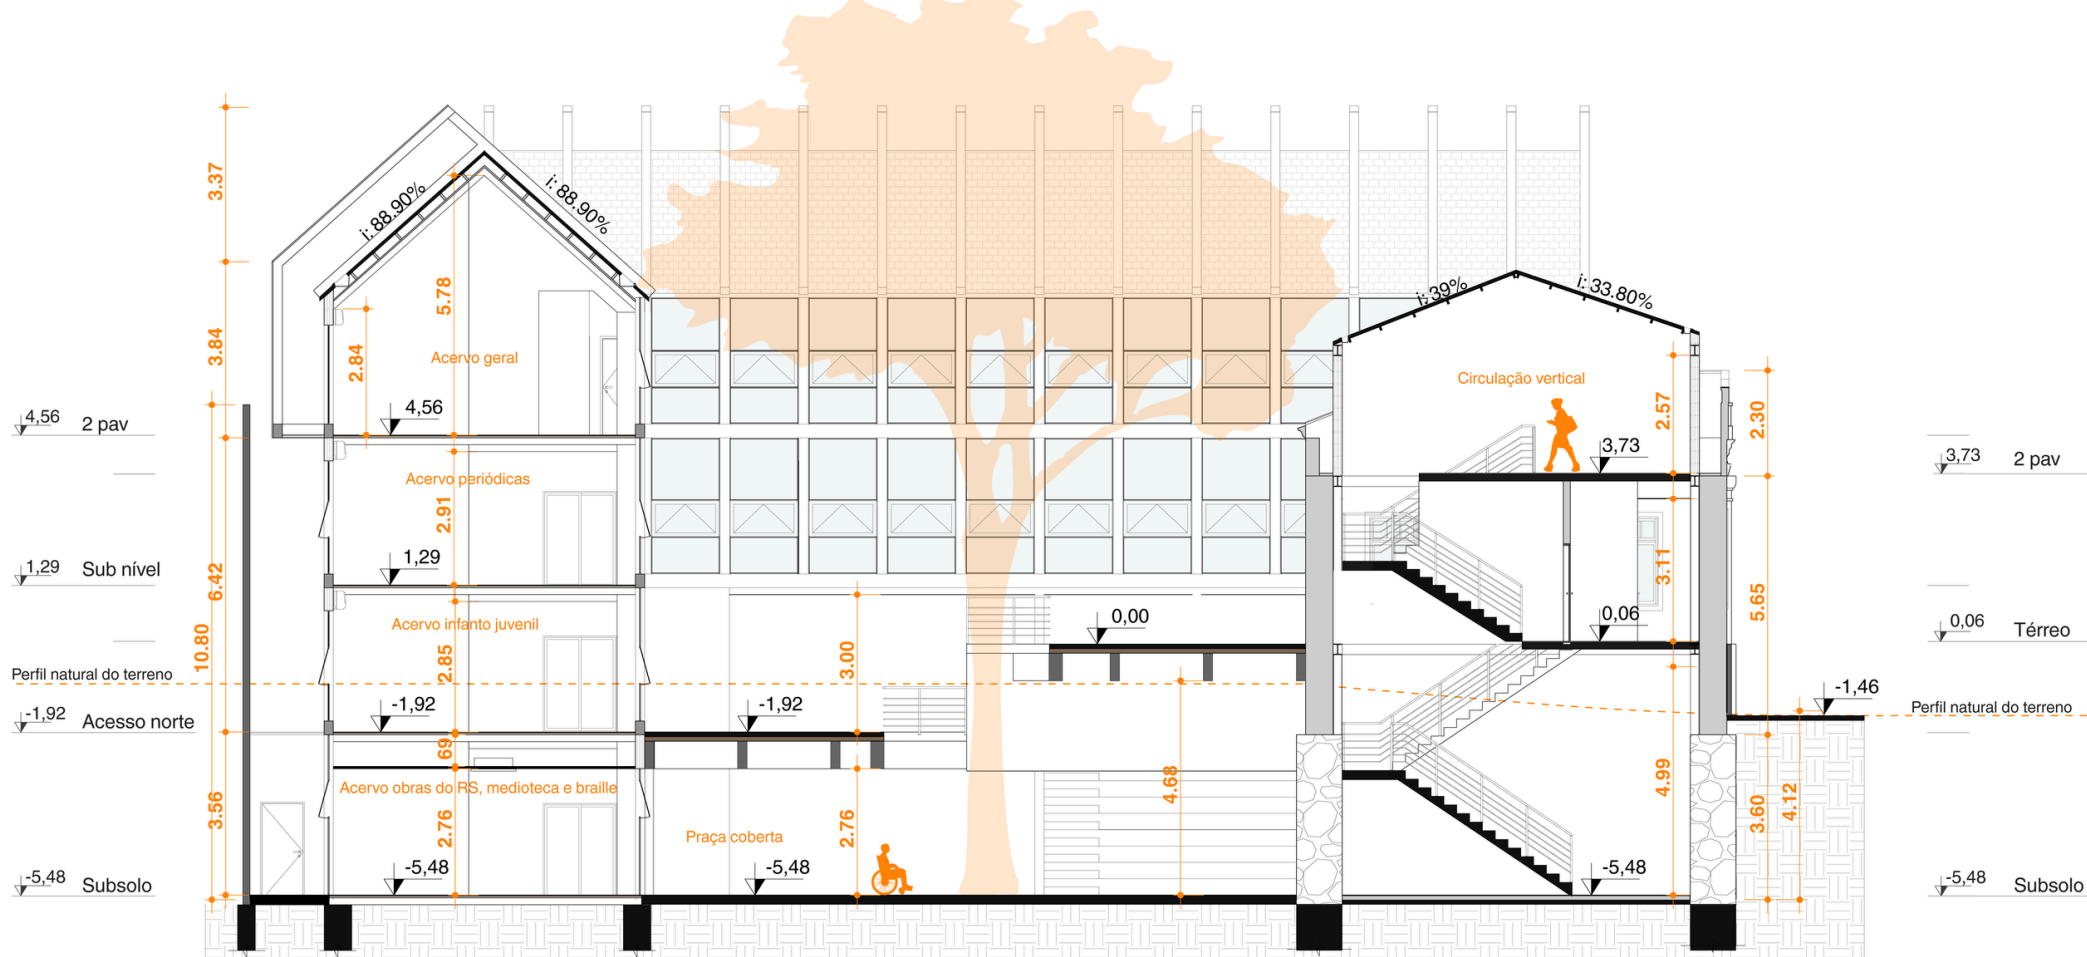 3.37
i: 88.90%
i: 88.90%
5.78
3.84
2.84
Acervo geral
i: 39%
i: 33.80%
Circulação vertical
2.57
2.30
4,56
2 pav
4,56
3,73
3,73
2 pav
Acervo periódicas
2.91
1,29
Sub nível
1,29
6.42
3.11
5.65
Acervo infanto juvenil
0,00
0,06
0,06
Térreo
10.80
2.85
3.00
Perfil natural do terreno
-1,92
Acesso norte
-1,92
-1,92
-1,46
Perfil natural do terreno
69
4.68
4.99
Acervo obras do RS, medioteca e braille
3.56
2.76
Praça coberta
2.76
3.60
4.12
-5,48
Subsolo
-5,48
-5,48
-5,48
-5,48
Subsolo